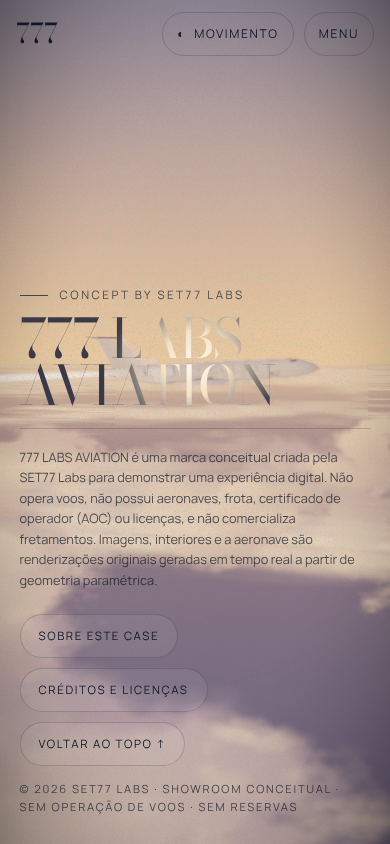 777
MOVIMENTO
MENU
CONCEPT BY SET77 LABS
777 LABS
AVIATION
777 LABS AVIATION é uma marca conceitual criada pela
SET77 Labs para demonstrar uma experiência digital. Não
opera voos, não possui aeronaves, frota, certificado de
operador (AOC) ou licenças, e não comercializa
fretamentos. Imagens, interiores e a aeronave são
renderizações originais geradas em tempo real a partir de
geometria paramétrica.
SOBRE ESTE CASE
CRÉDITOS E LICENÇAS
VOLTAR AO TOPO ↑
© 2026 SET77 LABS · SHOWROOM CONCEITUAL ·
SEM OPERAÇÃO DE VOOS · SEM RESERVAS